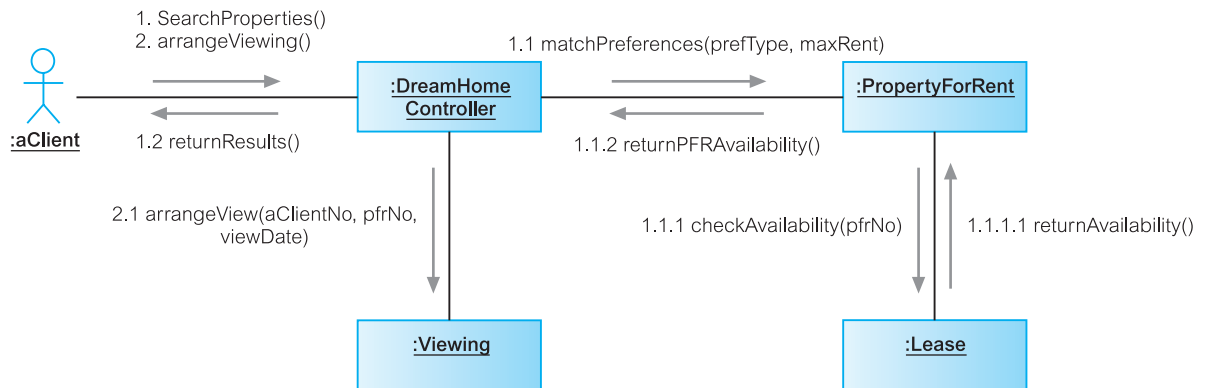 1. SearchProperties()
2. arrangeViewing()
1.1 matchPreferences(prefType, maxRent)
:DreamHome
Controller
:PropertyForRent
:aClient
1.2 returnResults()
1.1.2 returnPFRAvailability()
2.1 arrangeView(aClientNo, pfrNo,
viewDate)
1.1.1 checkAvailability(pfrNo)
1.1.1.1 returnAvailability()
:Viewing
:Lease